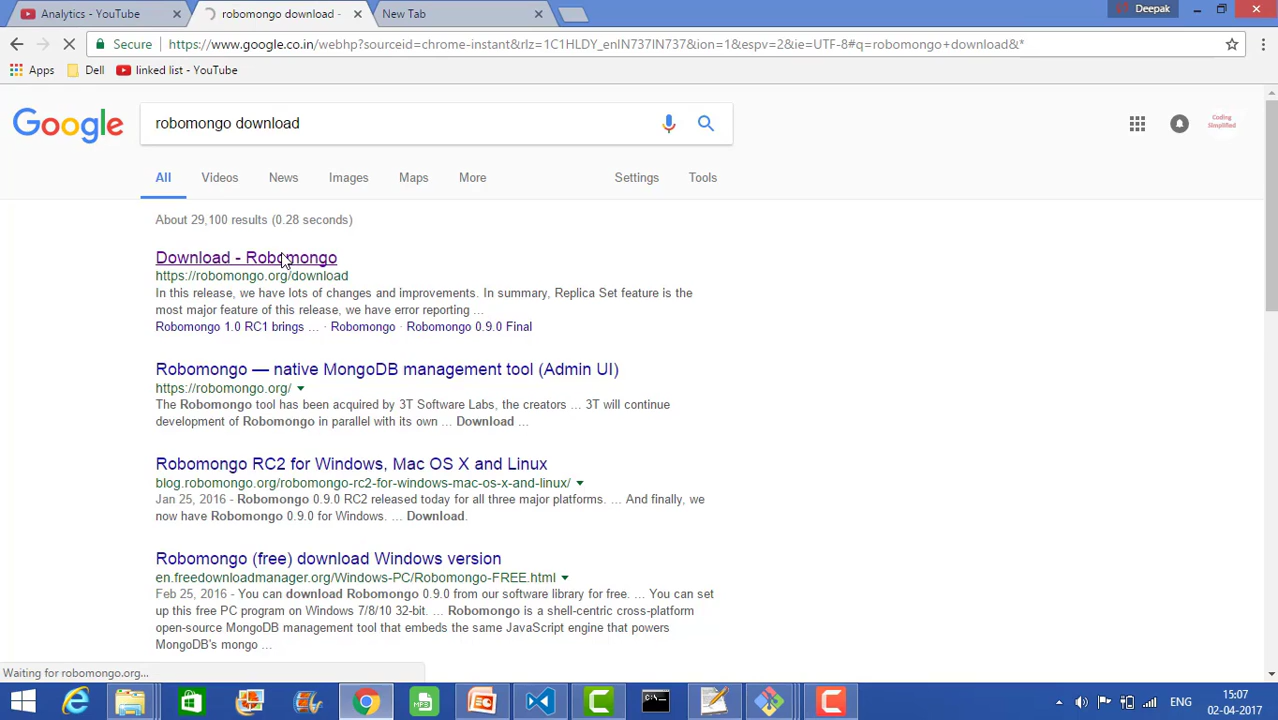 Analytics - YouTube
robomongo download -
New Tab
Deepak
Secure
https://www.google.co.in/webhp?sourceid=chrome-instant&rlz=1C1HLDY_enIN737IN737&ion=1&espv=2&ie=UTF-8#q=robomongo+download&*
Apps
Dell
linked list - YouTube
Google
robomongo download
Coding Simplified
All
Videos
News
Images
Maps
More
Settings
Tools
About 29,100 results (0.28 seconds)
Download - Robomongo
https://robomongo.org/download
In this release, we have lots of changes and improvements. In summary, Replica Set feature is the
most major feature of this release, we have error reporting ...
Robomongo 1.0 RC1 brings ... · Robomongo · Robomongo 0.9.0 Final
Robomongo — native MongoDB management tool (Admin UI)
https://robomongo.org/
The Robomongo tool has been acquired by 3T Software Labs, the creators ... 3T will continue
development of Robomongo in parallel with its own ... Download ...
Robomongo RC2 for Windows, Mac OS X and Linux
blog.robomongo.org/robomongo-rc2-for-windows-mac-os-x-and-linux/
Jan 25, 2016 - Robomongo 0.9.0 RC2 released today for all three major platforms. ... And finally, we
now have Robomongo 0.9.0 for Windows. ... Download.
Robomongo (free) download Windows version
en.freedownloadmanager.org/Windows-PC/Robomongo-FREE.html
Feb 25, 2016 - You can download Robomongo 0.9.0 from our software library for free. ... You can set
up this free PC program on Windows 7/8/10 32-bit. ... Robomongo is a shell-centric cross-platform
open-source MongoDB management tool that embeds the same JavaScript engine that powers
MongoDB's mongo ...
Waiting for robomongo.org...
MP3
ENG
15:07
02-04-2017